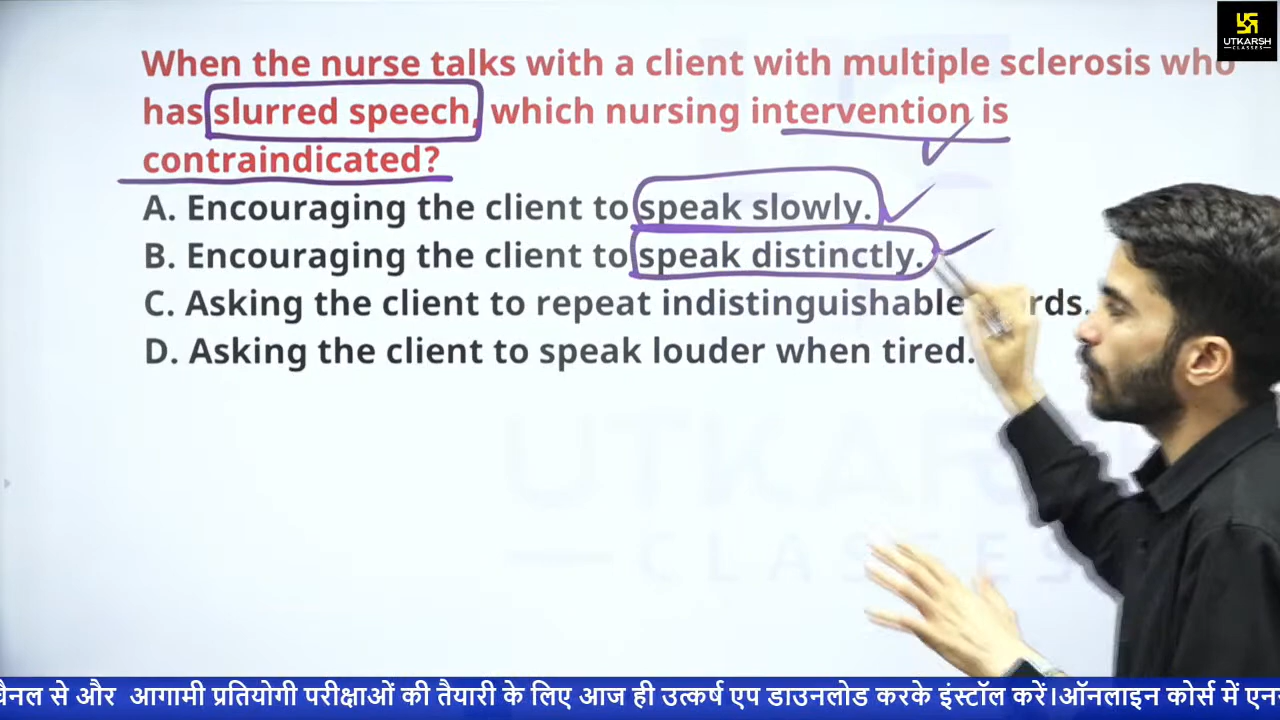 UTKARSH
CLASSES
When the nurse talks with a client with multiple sclerosis who
has slurred speech, which nursing intervention is
contraindicated?
A. Encouraging the client to speak slowly.
B. Encouraging the client to speak distinctly.
C. Asking the client to repeat indistinguishable
D. Asking the client to speak louder when tired.
CLASSES
से और आगामी प्रतियोगी परीक्षाओं की तैयारी के लिए आज ही उत्कर्ष एप डाउनलोड करके इंस्टॉल करें।ऑनलाइन कोर्स में